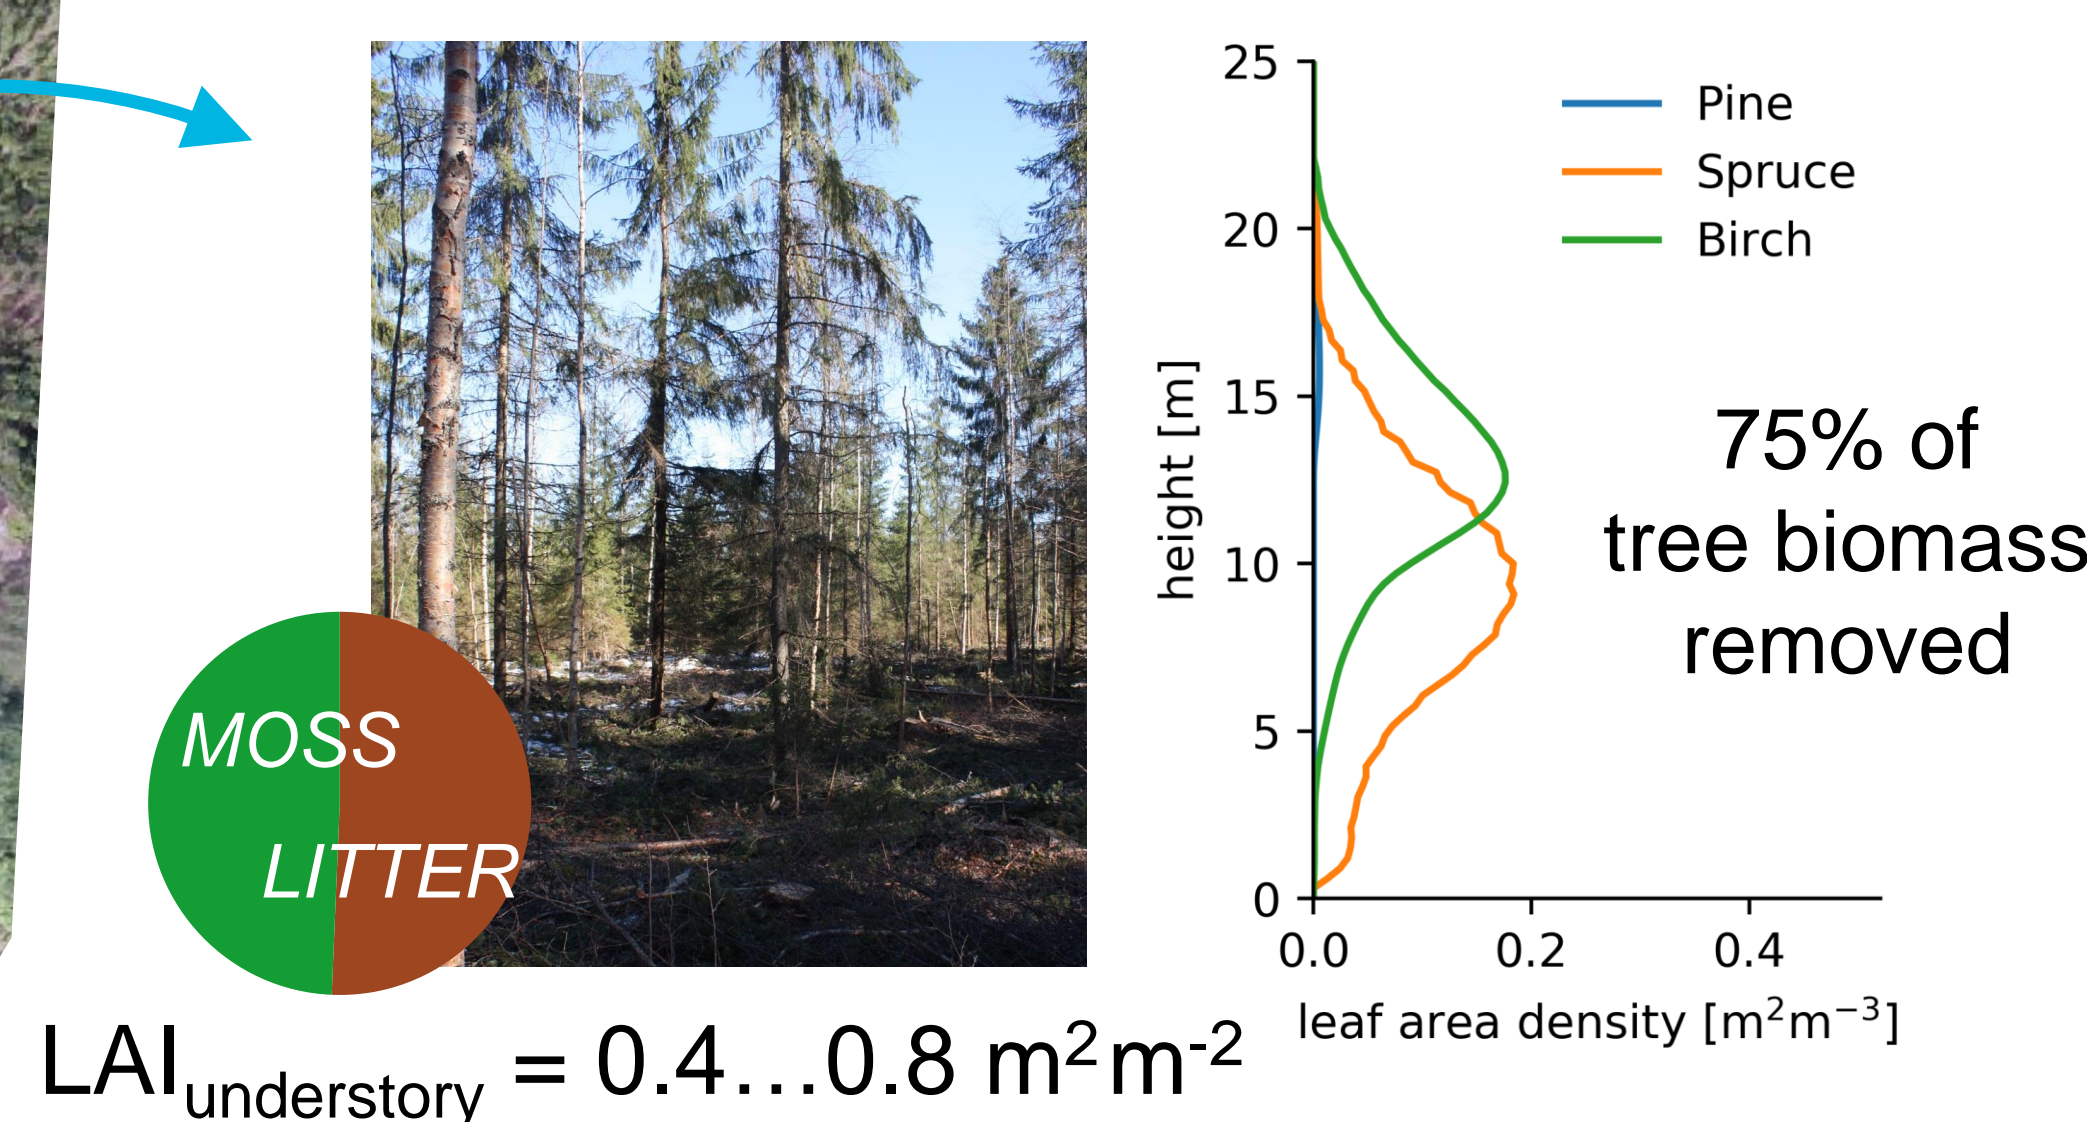 25
20
15
10
5
0
0.0 0.2 0.4
height [m]
leaf area density [m²m⁻³]
Pine
Spruce
Birch
75% of
tree biomass
removed
MOSS
LITTER
LAIunderstory = 0.4…0.8 m²m⁻²